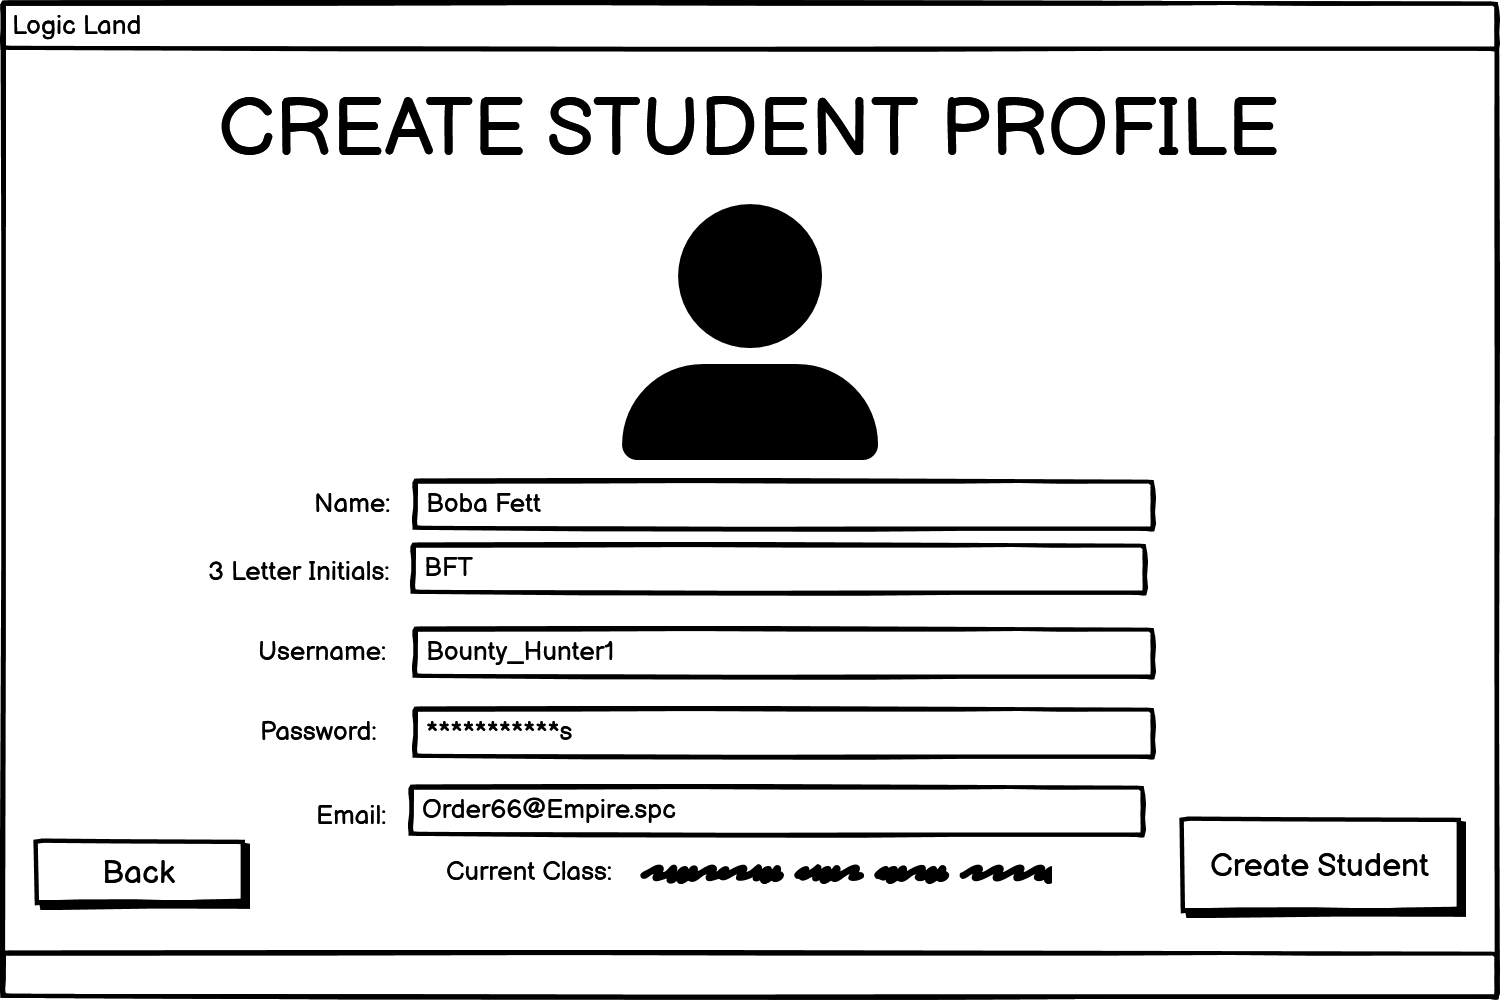 Logic Land
CREATE STUDENT PROFILE
Name: Boba Fett
3 Letter Initials: BFT
Username: Bounty_Hunter1
Password: ***********s
Email: Order66@Empire.spc
Current Class:
Back
Create Student